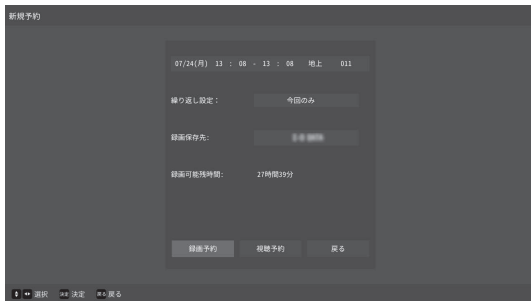 新規予約
07/24(月) 13 : 08 - 13 : 08 地上 011
繰り返し設定: 今回のみ
録画保存先:
録画可能残時間: 27時間39分
録画予約 視聴予約 戻る
選択 決定 決定 戻る 戻る